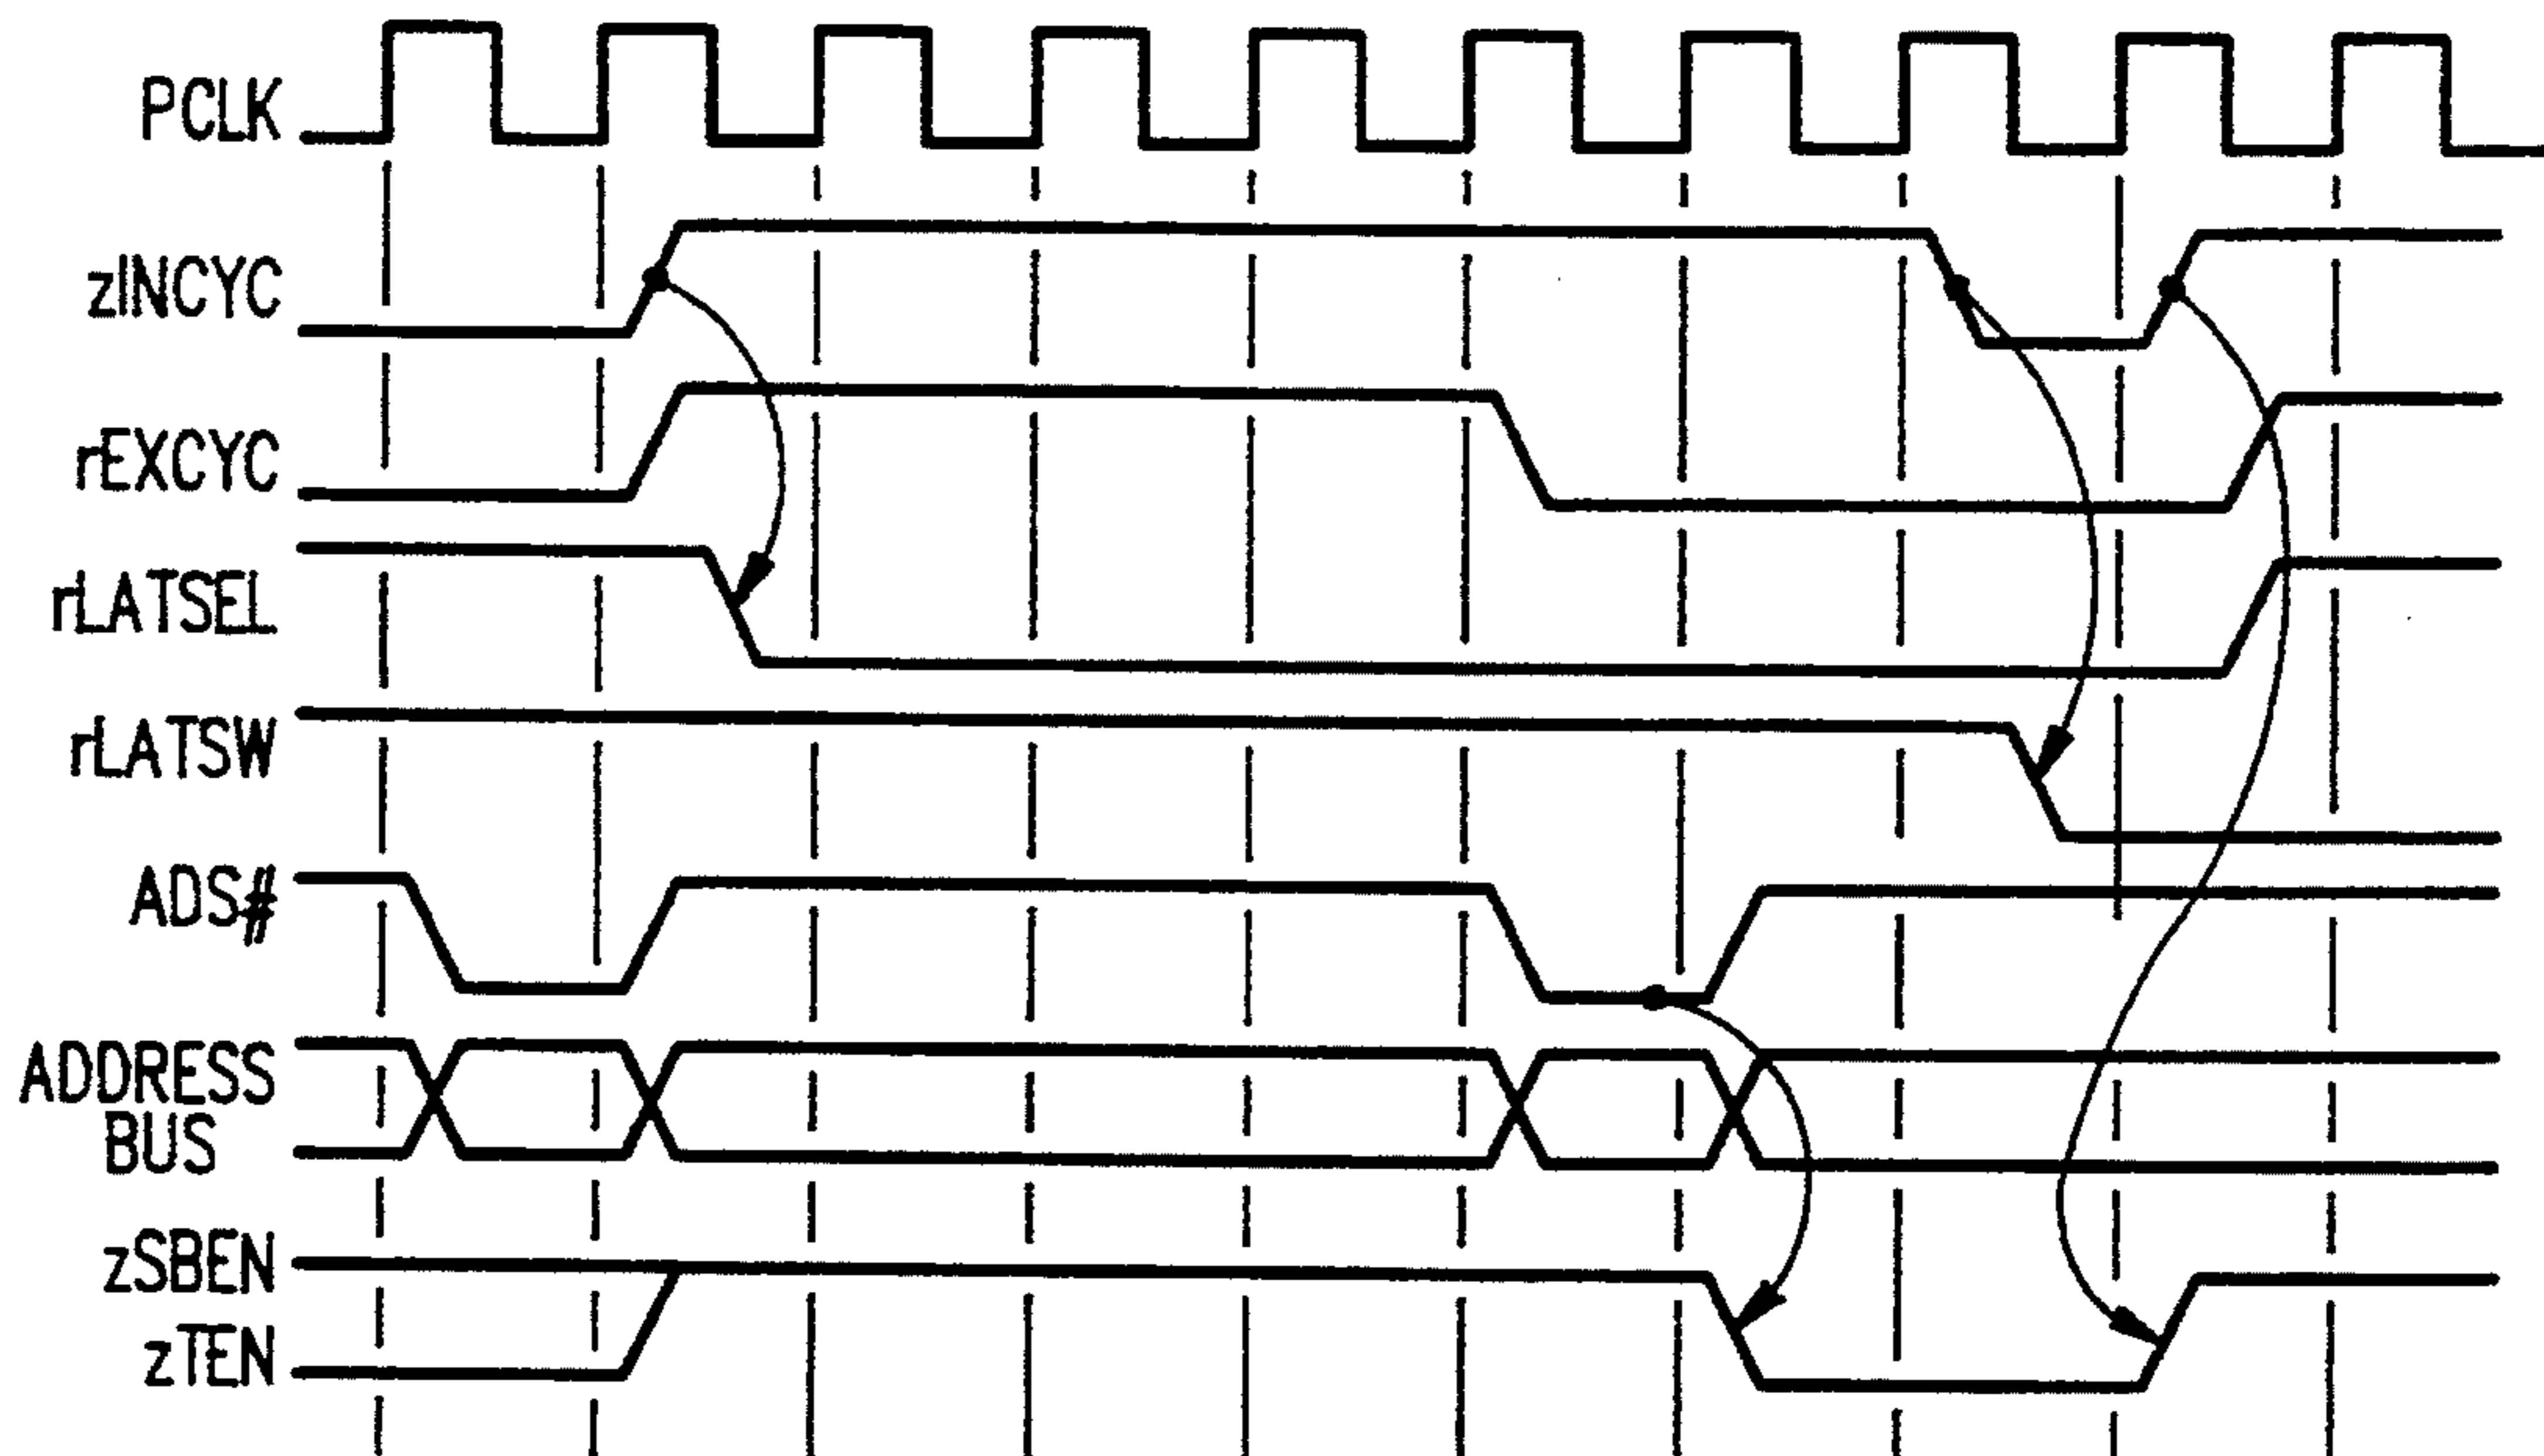 PCLK
zINCYC
rEXCYC
rLATSEL
rLATSW
ADS#
ADDRESS
BUS
zSBEN
zTEN